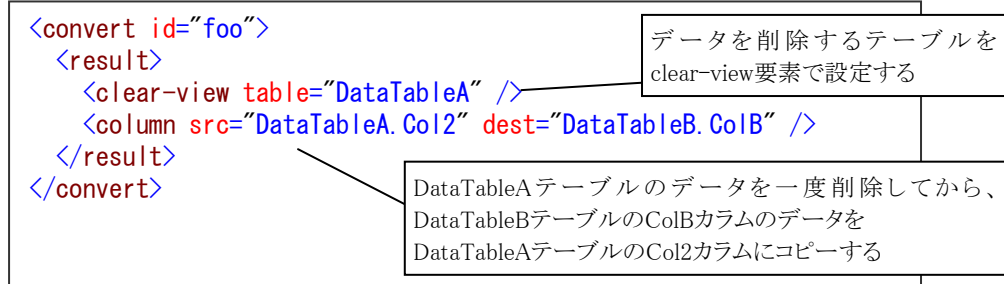 <convert id="foo">
<result>
<clear-view table="DataTableA" />
<column src="DataTableA.Col2" dest="DataTableB.ColB" />
</result>
</convert>
データを削除するテーブルを
clear-view要素で設定する
DataTableAテーブルのデータを一度削除してから、
DataTableBテーブルのColBカラムのデータを
DataTableAテーブルのCol2カラムにコピーする